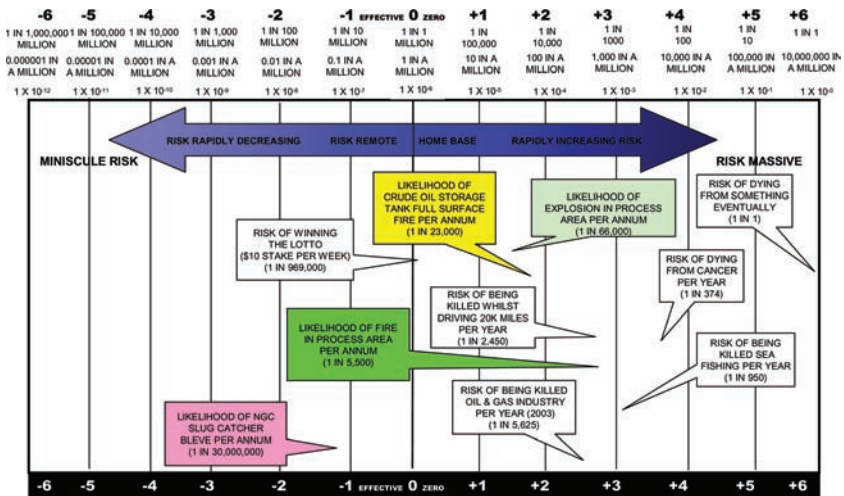 -6 -5 -4 -3 -2 -1 EFFECTIVE 0 ZERO +1 +2 +3 +4 +5 +6
1 IN 1,000,000 MILLION
1 IN 100,000 MILLION
1 IN 10,000 MILLION
1 IN 1,000 MILLION
1 IN 100 MILLION
1 IN 10 MILLION
1 IN 1 MILLION
1 IN 100,000
1 IN 10,000
1 IN 1000
1 IN 100
1 IN 10
1 IN 1
0.000001 IN A MILLION
0.00001 IN A MILLION
0.0001 IN A MILLION
0.001 IN A MILLION
0.01 IN A MILLION
0.1 IN A MILLION
1 IN A MILLION
10 IN A MILLION
100 IN A MILLION
1,000 IN A MILLION
10,000 IN A MILLION
100,000 IN A MILLION
10,000,000 IN A MILLION
1 X 10⁻¹² 1 X 10⁻¹¹ 1 X 10⁻¹⁰ 1 X 10⁻⁹ 1 X 10⁻⁸ 1 X 10⁻⁷ 1 X 10⁻⁶ 1 X 10⁻⁵ 1 X 10⁻⁴ 1 X 10⁻³ 1 X 10⁻² 1 X 10⁻¹ 1 X 10⁻⁰
RISK RAPIDLY DECREASING RISK REMOTE HOME BASE RAPIDLY INCREASING RISK
MINISCULE RISK
RISK MASSIVE
LIKELIHOOD OF
CRUDE OIL STORAGE
TANK FULL SURFACE
FIRE PER ANNUM
(1 IN 23,000)
LIKELIHOOD OF
EXPLOSION IN PROCESS
AREA PER ANNUM
(1 IN 66,000)
RISK OF DYING
FROM SOMETHING
EVENTUALLY
(1 IN 1)
RISK OF WINNING
THE LOTTO
($10 STAKE PER WEEK)
(1 IN 969,000)
RISK OF DYING
FROM CANCER PER
YEAR
(1 IN 374)
RISK OF BEING
KILLED WHILST
DRIVING 20K MILES
PER YEAR
(1 IN 2,450)
LIKELIHOOD OF FIRE
IN PROCESS AREA
PER ANNUM
(1 IN 5,500)
RISK OF BEING
KILLED SEA
FISHING PER YEAR
(1 IN 950)
RISK OF BEING KILLED
OIL & GAS INDUSTRY
PER YEAR (2003)
(1 IN 5,625)
LIKELIHOOD OF NGC
SLUG CATCHER
BLEVE PER ANNUM
(1 IN 30,000,000)
-6 -5 -4 -3 -2 -1 EFFECTIVE 0 ZERO +1 +2 +3 +4 +5 +6